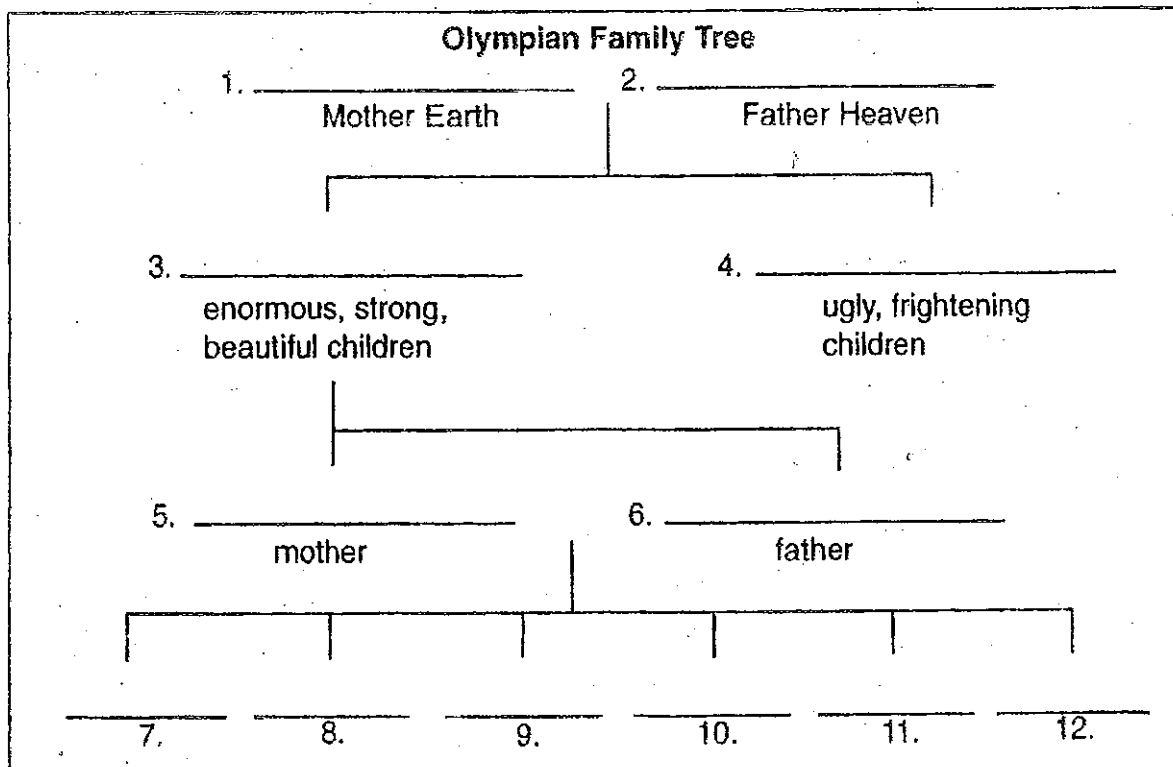 Olympian Family Tree
1. 2.
Mother Earth Father Heaven
3. 4.
enormous, strong, ugly, frightening
beautiful children children
5. 6.
mother father
7. 8. 9. 10. 11. 12.